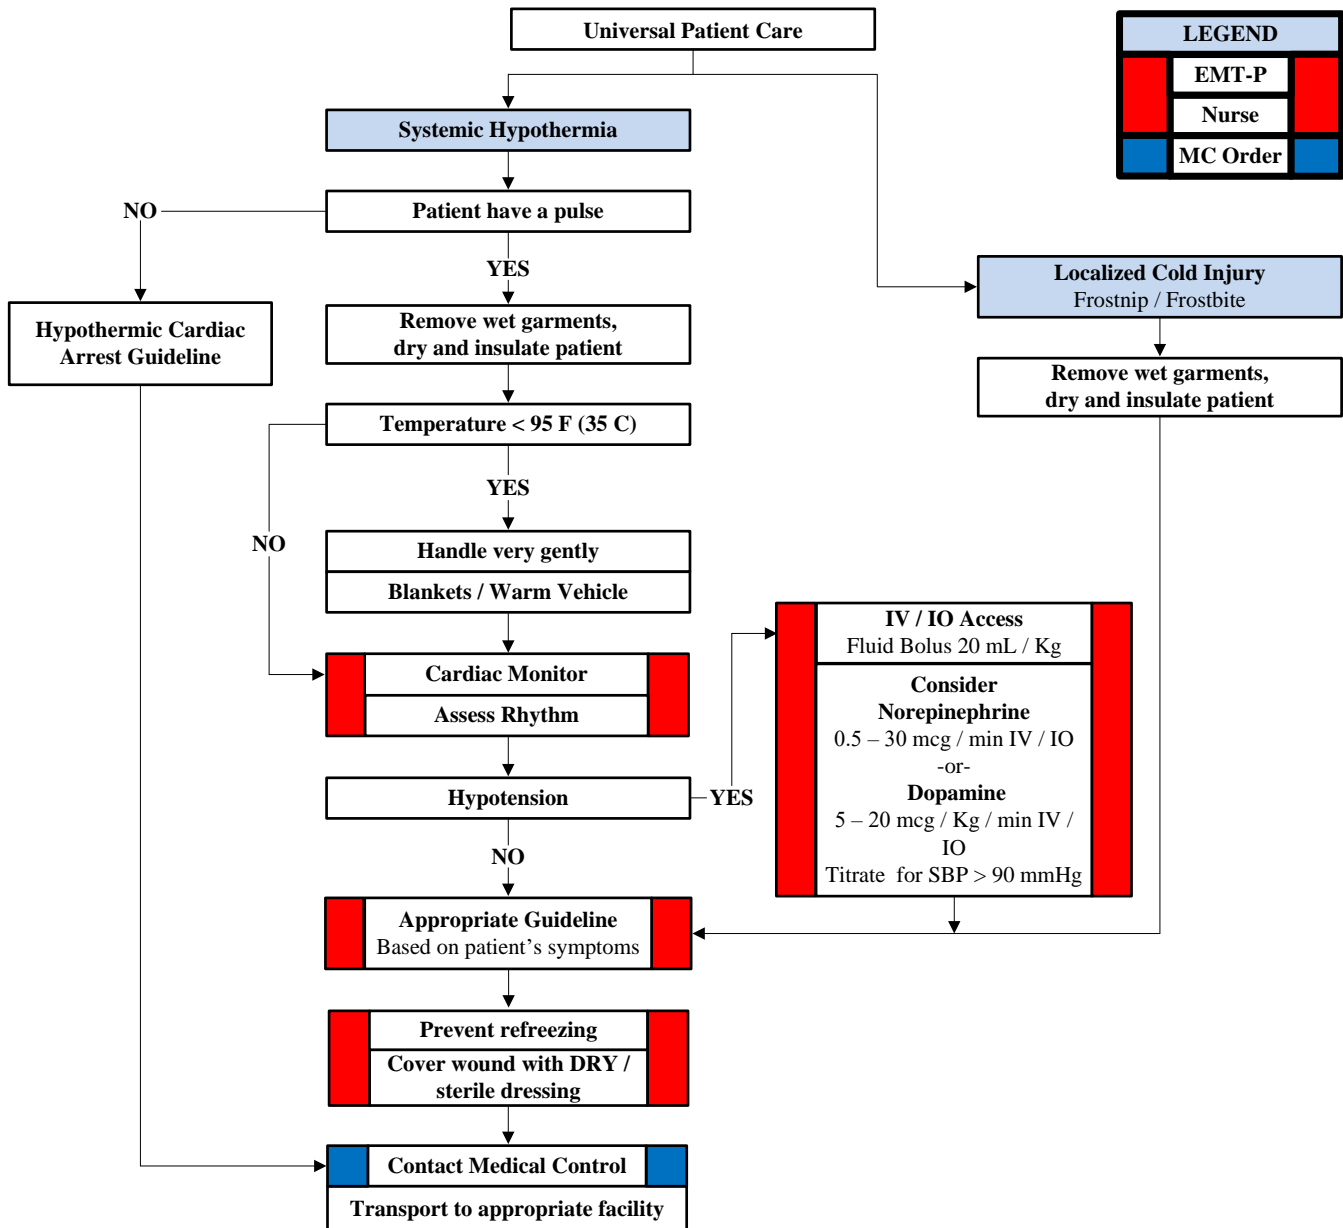 Universal Patient Care
LEGEND
EMT-P
Nurse
MC Order
Systemic Hypothermia
NO
Patient have a pulse
YES
Localized Cold Injury
Frostnip / Frostbite
Hypothermic Cardiac
Arrest Guideline
Remove wet garments,
dry and insulate patient
Remove wet garments,
dry and insulate patient
Temperature < 95 F (35 C)
YES
NO
Handle very gently
Blankets / Warm Vehicle
IV / IO Access
Fluid Bolus 20 mL / Kg
Cardiac Monitor
Assess Rhythm
Consider
Norepinephrine
0.5 – 30 mcg / min IV / IO
-or-
Dopamine
5 – 20 mcg / Kg / min IV /
IO
Titrate for SBP > 90 mmHg
Hypotension
YES
NO
Appropriate Guideline
Based on patient’s symptoms
Prevent refreezing
Cover wound with DRY /
sterile dressing
Contact Medical Control
Transport to appropriate facility